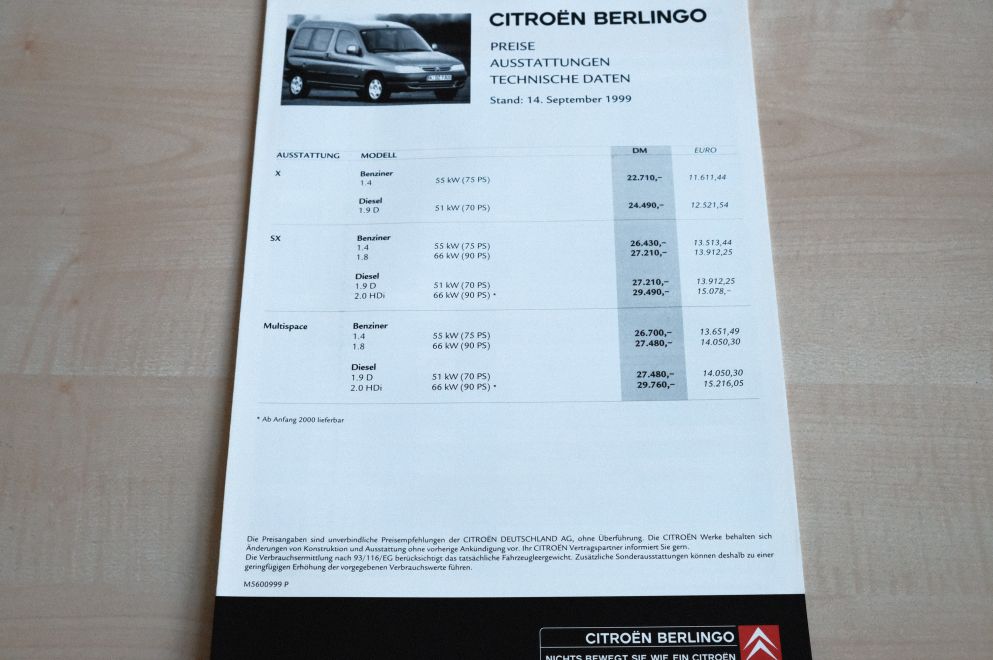 CITROËN BERLINGO
PREISE
AUSSTATTUNGEN
TECHNISCHE DATEN
Stand: 14. September 1999
AUSSTATTUNG MODELL DM EURO
X Benziner
1.4 55 kW (75 PS) 22.710,– 11.611,44
Diesel
1.9 D 51 kW (70 PS) 24.490,– 12.521,54
SX Benziner
1.4 55 kW (75 PS) 26.430,– 13.513,44
1.8 66 kW (90 PS) 27.210,– 13.912,25
Diesel
1.9 D 51 kW (70 PS) 27.210,– 13.912,25
2.0 HDi 66 kW (90 PS) * 29.490,– 15.078,–
Multispace Benziner
1.4 55 kW (75 PS) 26.700,– 13.651,49
1.8 66 kW (90 PS) 27.480,– 14.050,30
Diesel
1.9 D 51 kW (70 PS) 27.480,– 14.050,30
2.0 HDi 66 kW (90 PS) * 29.760,– 15.216,05
* Ab Anfang 2000 lieferbar
Die Preisangaben sind unverbindliche Preisempfehlungen der CITROËN DEUTSCHLAND AG, ohne Überführung. Die CITROËN Werke behalten sich
Änderungen von Konstruktion und Ausstattung ohne vorherige Ankündigung vor. Ihr CITROËN Vertragspartner informiert Sie gern.
Die Verbrauchsermittlung nach 93/116/EG berücksichtigt das tatsächliche Fahrzeugleergewicht. Zusätzliche Sonderausstattungen können deshalb zu einer
geringfügigen Erhöhung der vorgegebenen Verbrauchswerte führen.
M5600999 P
CITROËN BERLINGO
NICHTS BEWEGT SIE WIE EIN CITROËN